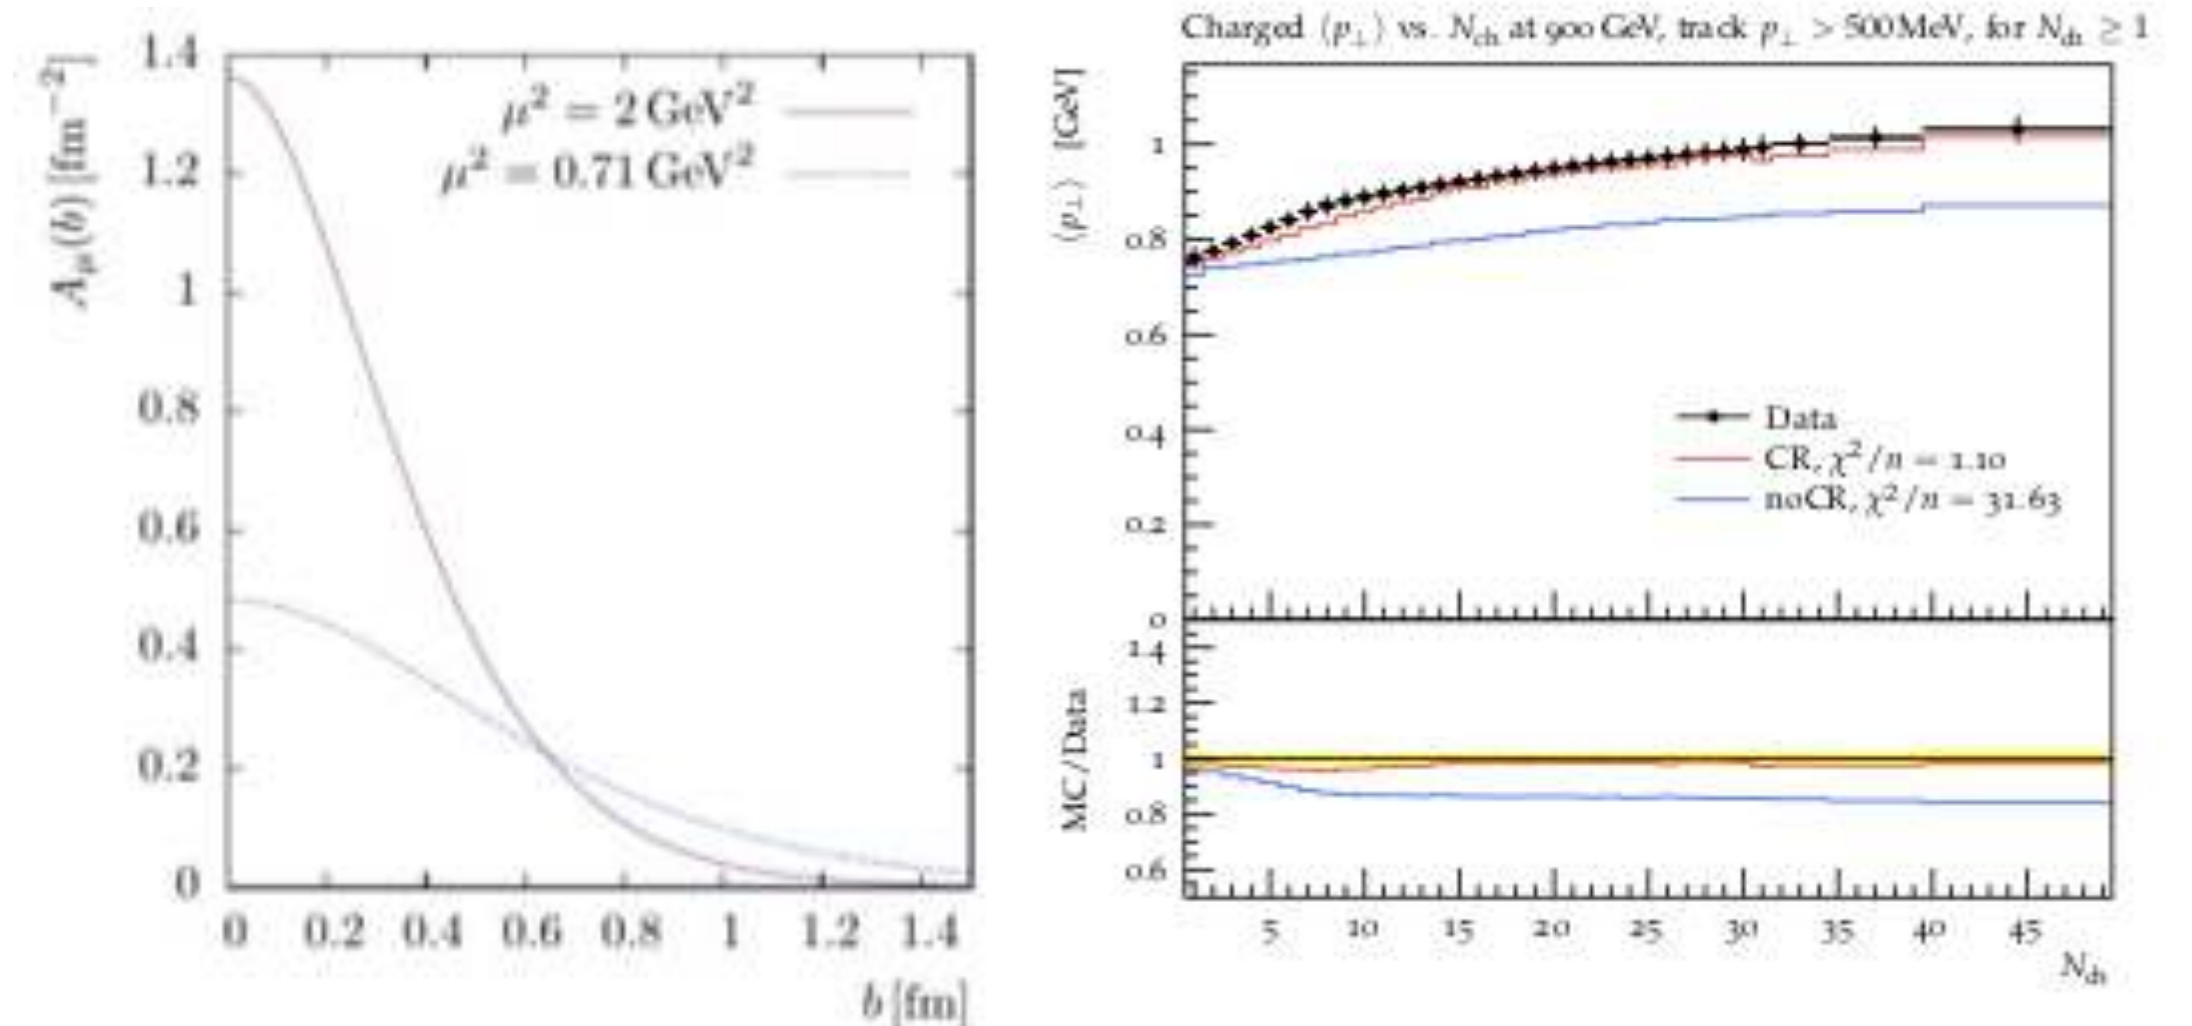 1.4
1.2
1
0.8
0.6
0.4
0.2
0
A_μ(b) [fm⁻²]
μ² = 2 GeV²
μ² = 0.71 GeV²
0 0.2 0.4 0.6 0.8 1 1.2 1.4
b [fm]
Charged ⟨p⊥⟩ vs. N_ch at 900 GeV, track p⊥ > 500 MeV, for N_ch ≥ 1
⟨p⊥⟩ [GeV]
1
0.8
0.6
0.4
0.2
0
Data
CR, χ²/n = 1.10
noCR, χ²/n = 31.63
MC/Data
1.4
1.2
1
0.8
0.6
5 10 15 20 25 30 35 40 45
N_ch